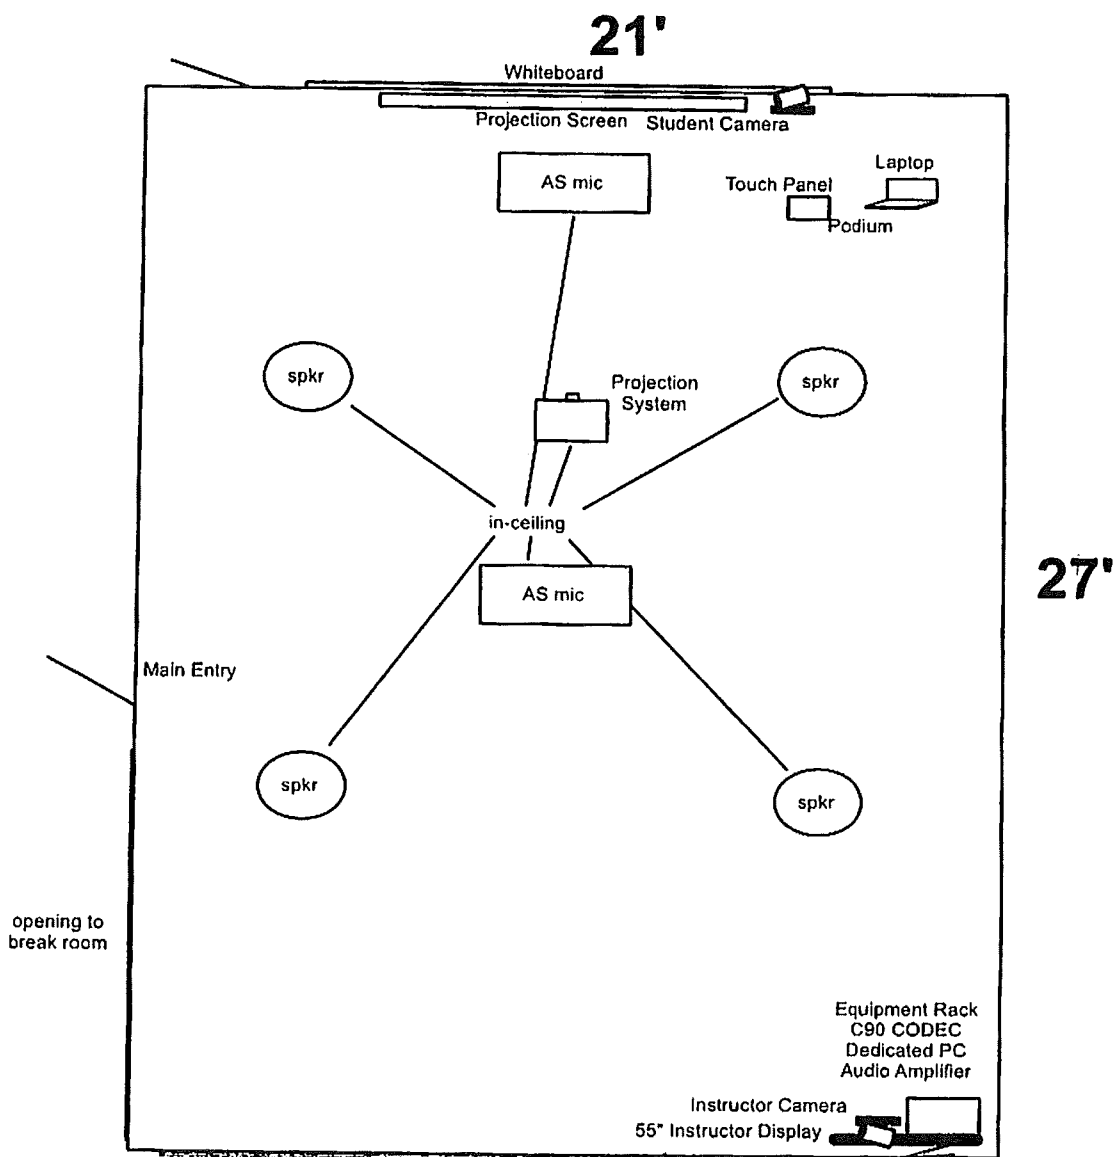 21'
Whiteboard
Projection Screen
Student Camera
AS mic
Laptop
Touch Panel
Podium
spkr
spkr
Projection
System
in-ceiling
27'
AS mic
Main Entry
spkr
spkr
opening to
break room
Equipment Rack
C90 CODEC
Dedicated PC
Audio Amplifier
Instructor Camera
55" Instructor Display